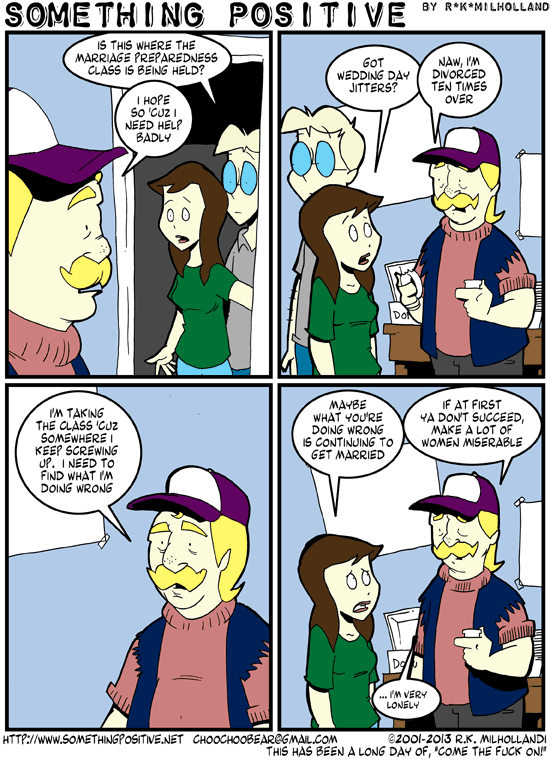 SOMETHING POSITIVE BY R*K*MILHOLLAND
IS THIS WHERE THE
MARRIAGE PREPAREDNESS
CLASS IS BEING HELD?
I HOPE
SO 'CUZ I
NEED HELP
BADLY
GOT
WEDDING DAY
JITTERS?
NAW, I'M
DIVORCED
TEN TIMES
OVER
DO
I'M TAKING
THE CLASS 'CUZ
SOMEWHERE I
KEEP SCREWING
UP. I NEED TO
FIND WHAT I'M
DOING WRONG
MAYBE
WHAT YOU'RE
DOING WRONG
IS CONTINUING TO
GET MARRIED
IF AT FIRST
YA DON'T SUCCEED,
MAKE A LOT OF
WOMEN MISERABLE
DO
... I'M VERY
LONELY
HTTP://WWW.SOMETHINGPOSITIVE.NET CHOOCHOOBEAR@GMAIL.COM ©2001-2013 R.K. MILHOLLAND!
THIS HAS BEEN A LONG DAY OF, "COME THE FUCK ON!"